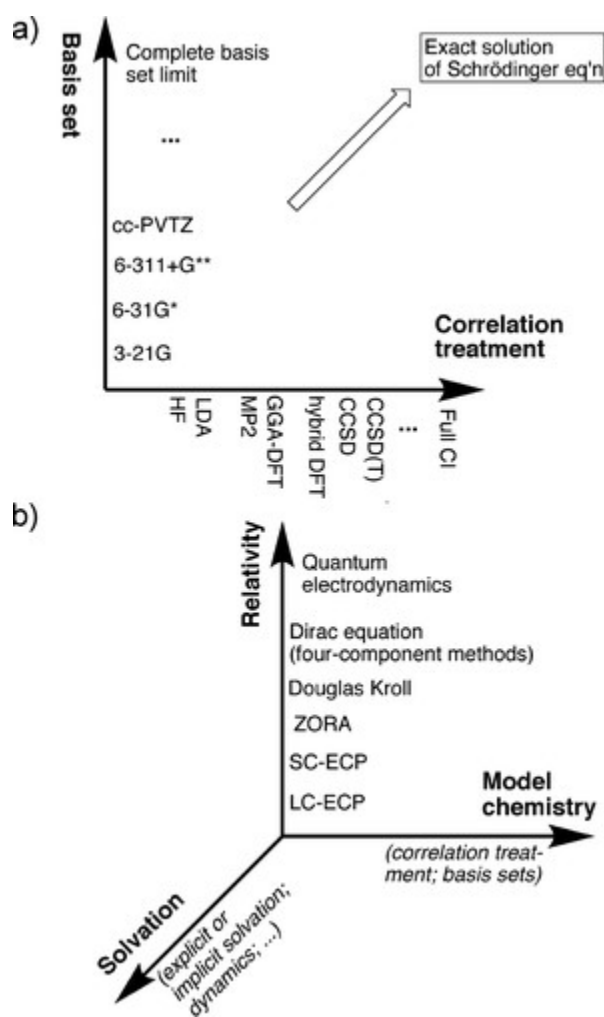 a)
Basis set
Complete basis
set limit
Exact solution
of Schrödinger eq'n
...
cc-PVTZ
6-311+G**
6-31G*
3-21G
Correlation
treatment
HF
LDA
MP2
GGA-DFT
hybrid DFT
CCSD
CCSD(T)
...
Full CI
b)
Relativity
Quantum
electrodynamics
Dirac equation
(four-component methods)
Douglas Kroll
ZORA
SC-ECP
LC-ECP
Model
chemistry
(correlation treat-
ment; basis sets)
Solvation
(explicit or
implicit solvation;
dynamics; ...)